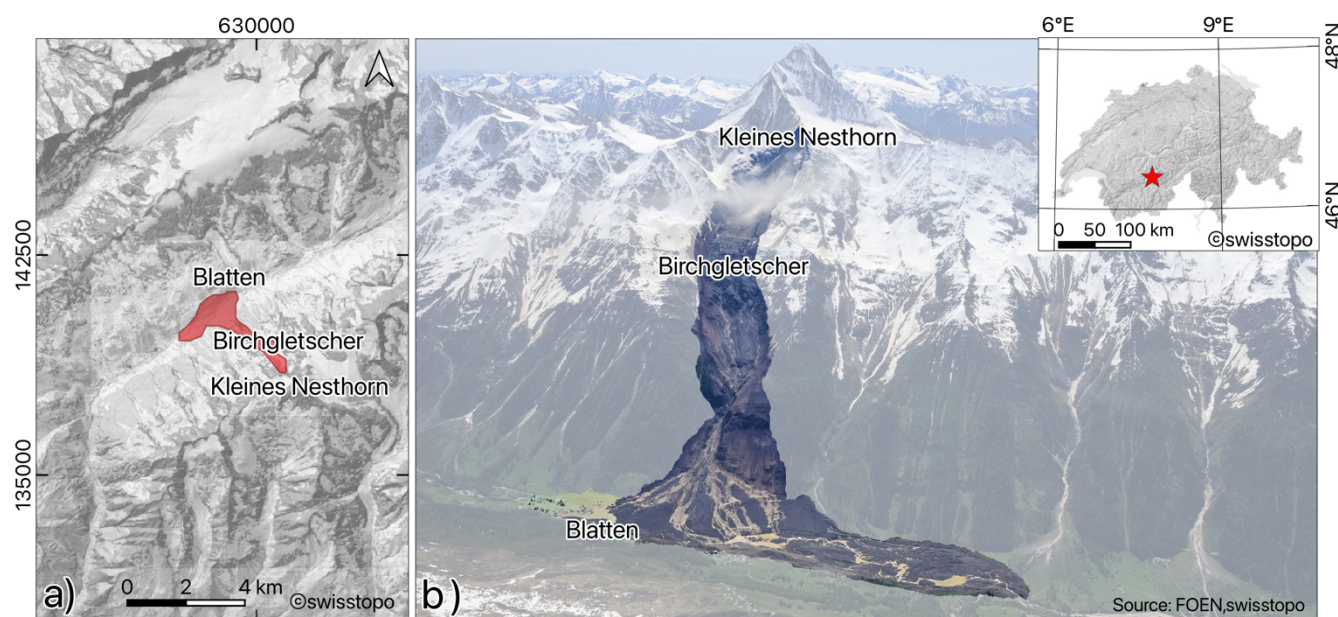 630000
142500
135000
Blatten
Birchgletscher
Kleines Nesthorn
0 2 4 km
a)
©swisstopo
Kleines Nesthorn
Birchgletscher
Blatten
b)
Source: FOEN,swisstopo
6°E 9°E
48°N
46°N
0 50 100 km
©swisstopo